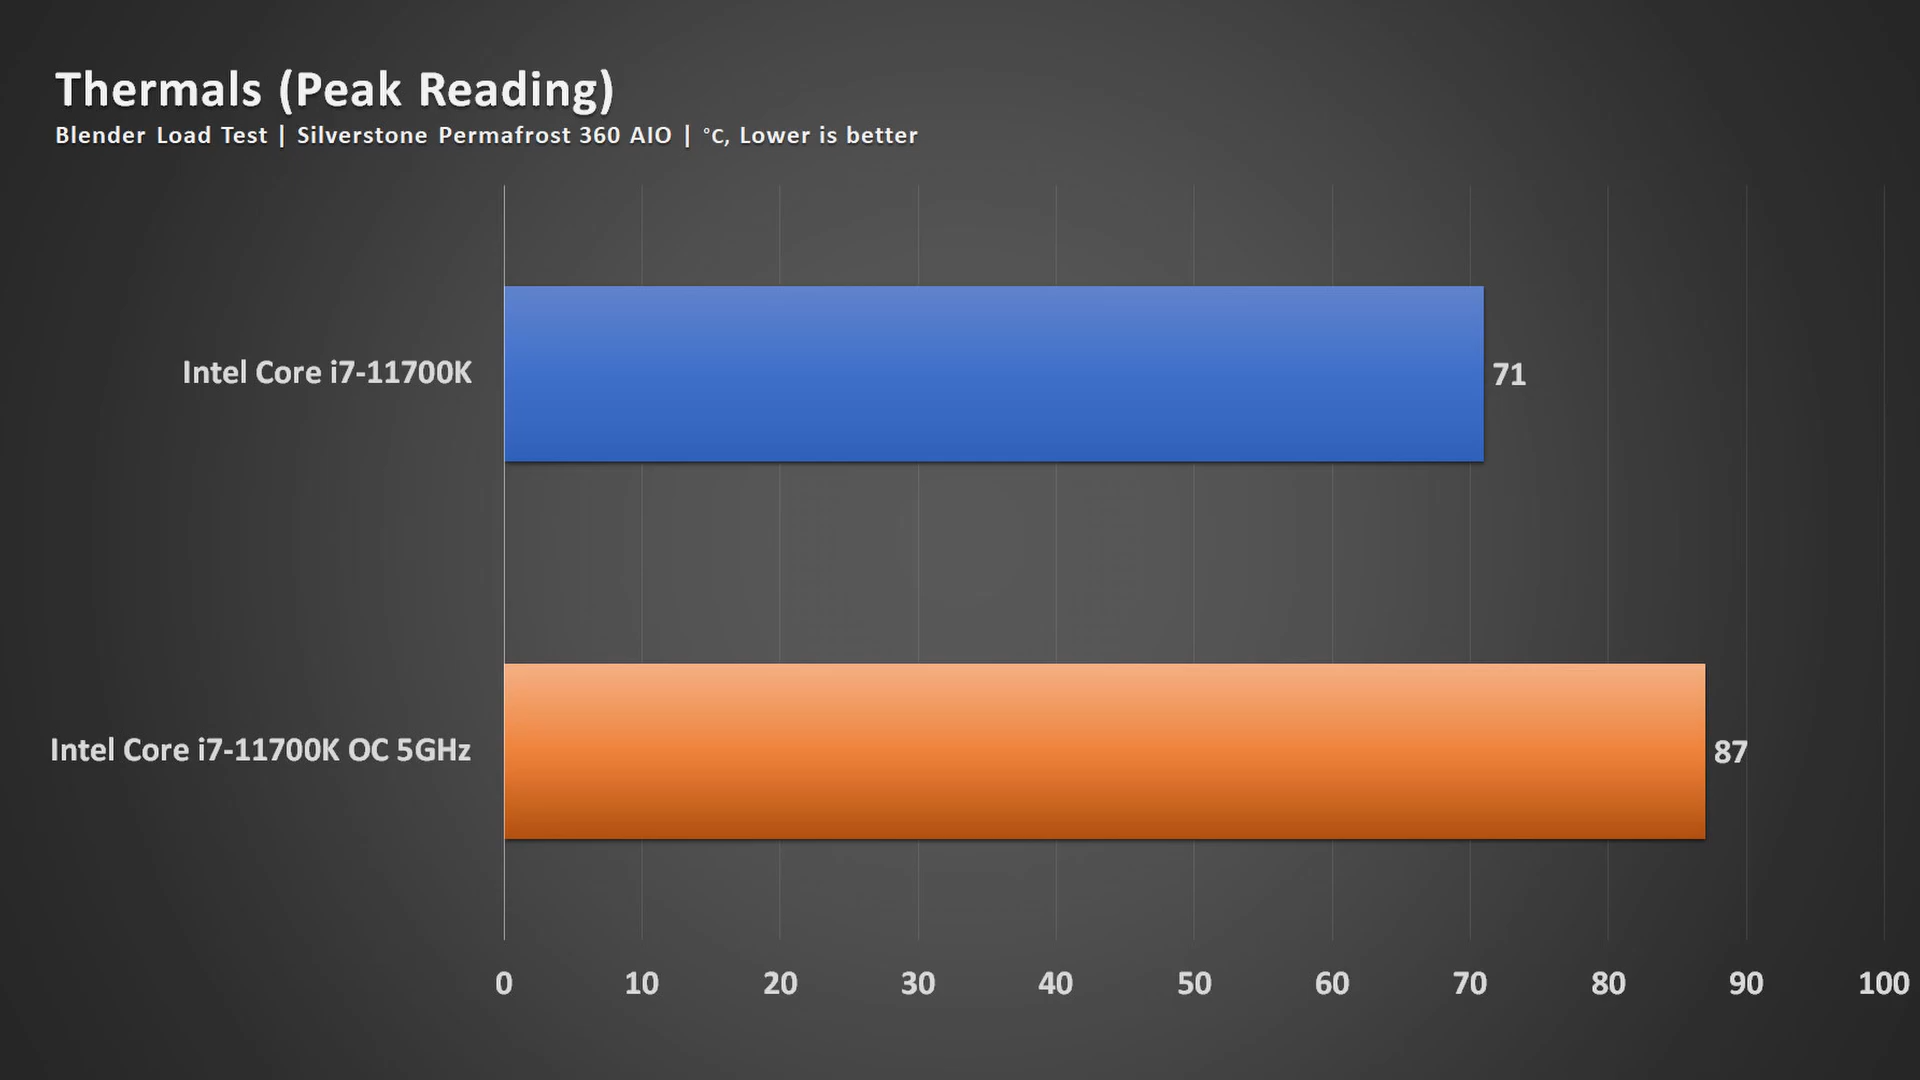 Thermals (Peak Reading)
Blender Load Test | Silverstone Permafrost 360 AIO | °C, Lower is better
Intel Core i7-11700K
71
Intel Core i7-11700K OC 5GHz
87
0 10 20 30 40 50 60 70 80 90 100